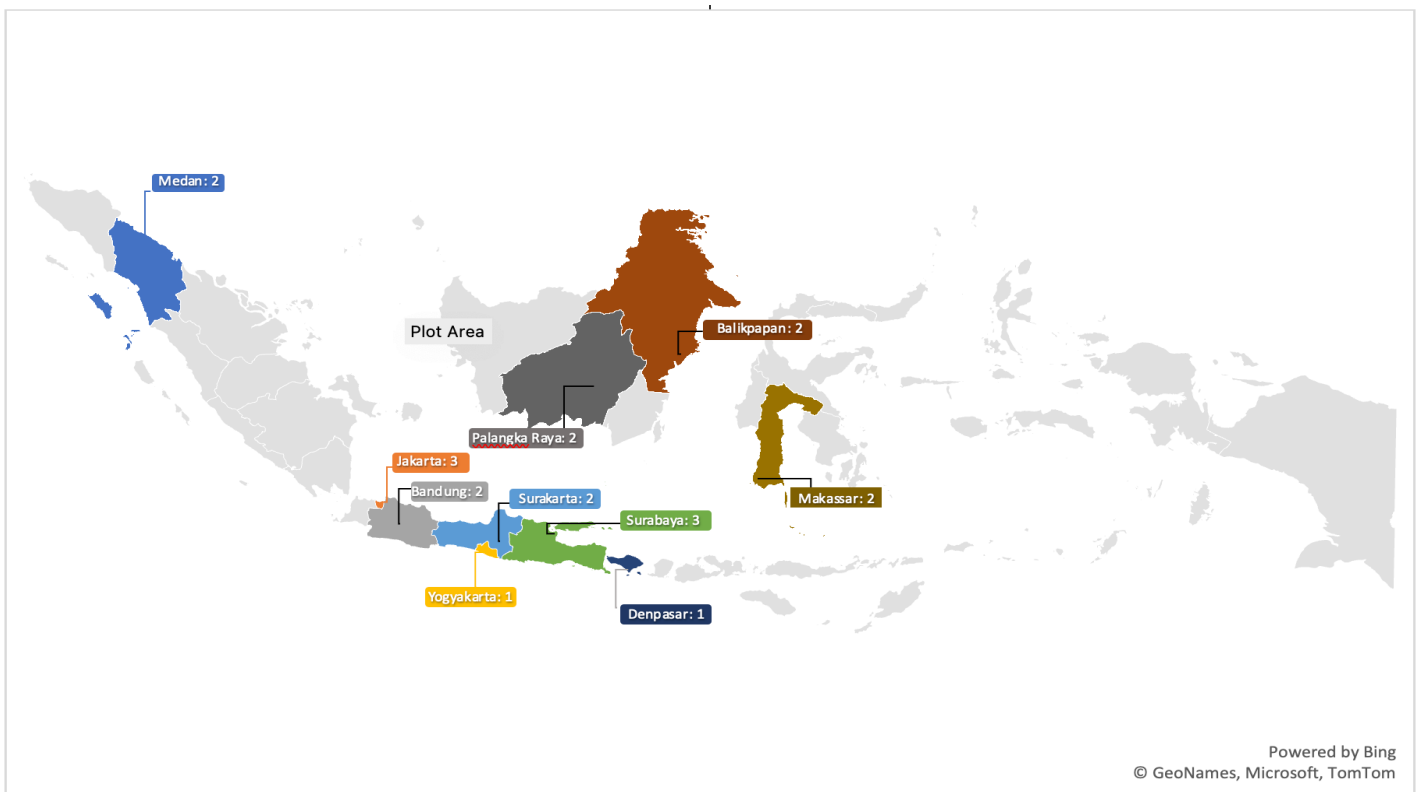 Medan: 2
Plot Area
Balikpapan: 2
Palangka Raya: 2
Jakarta: 3
Bandung: 2
Surakarta: 2
Makassar: 2
Surabaya: 3
Yogyakarta: 1
Denpasar: 1
Powered by Bing
© GeoNames, Microsoft, TomTom